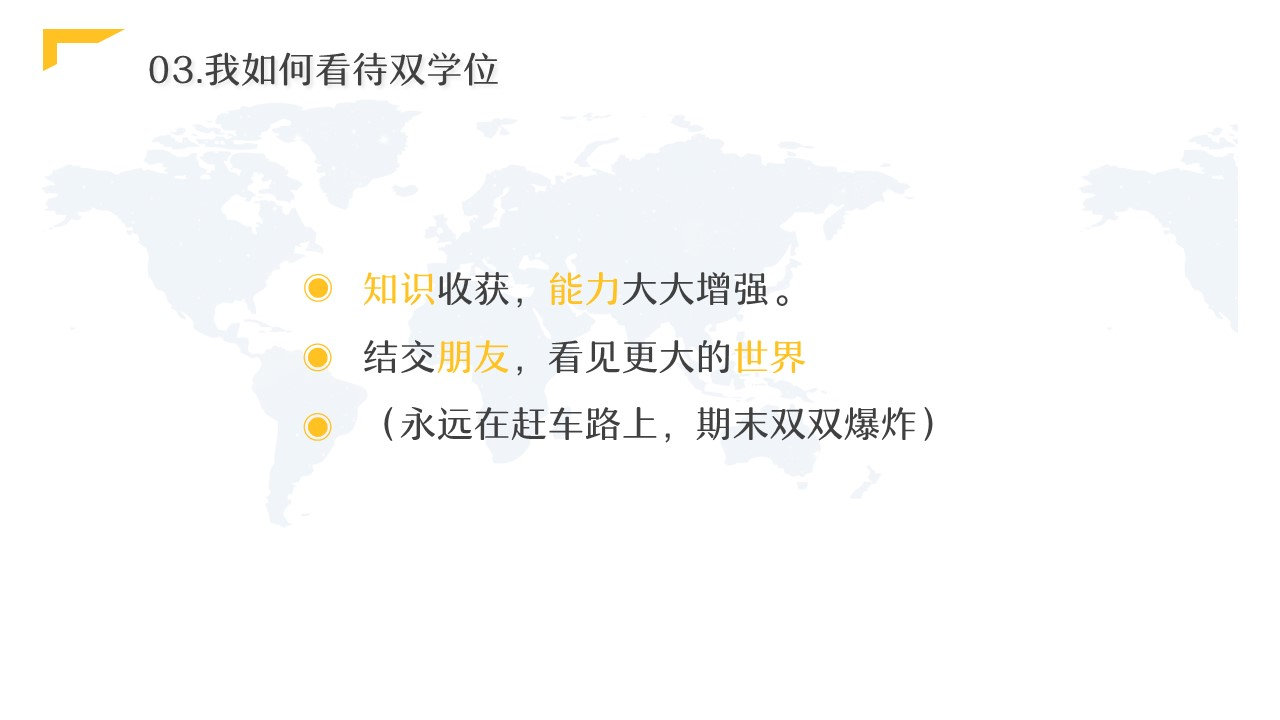 03.我如何看待双学位
知识收获，能力大大增强。
结交朋友，看见更大的世界
（永远在赶车路上，期末双双爆炸）